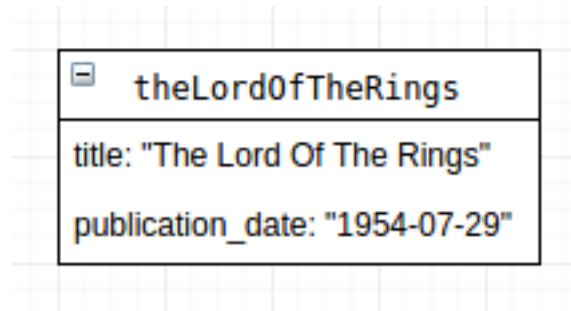 theLordOfTheRings
title: "The Lord Of The Rings"
publication_date: "1954-07-29"